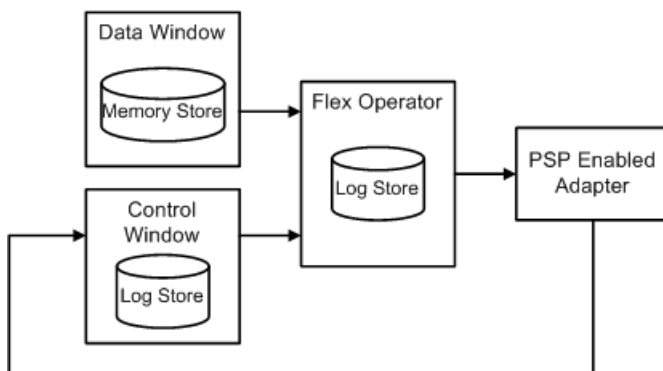 Data Window
Memory Store
Flex Operator
Log Store
PSP Enabled
Adapter
Control
Window
Log Store